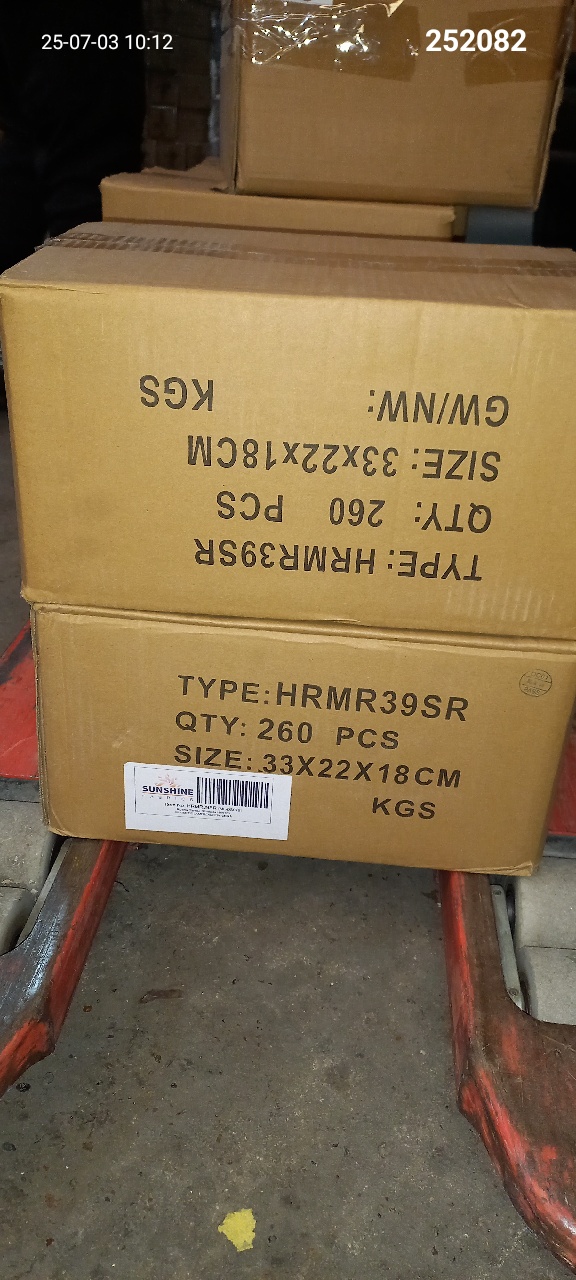 25-07-03 10:12
252082
TYPE: HRMR39SR
QTY: 260 PCS
SIZE: 33x22x18CM
GW/NW: KGS
TYPE:HRMR39SR
QTY: 260 PCS
SIZE: 33X22X18CM
KGS
SUNSHINE